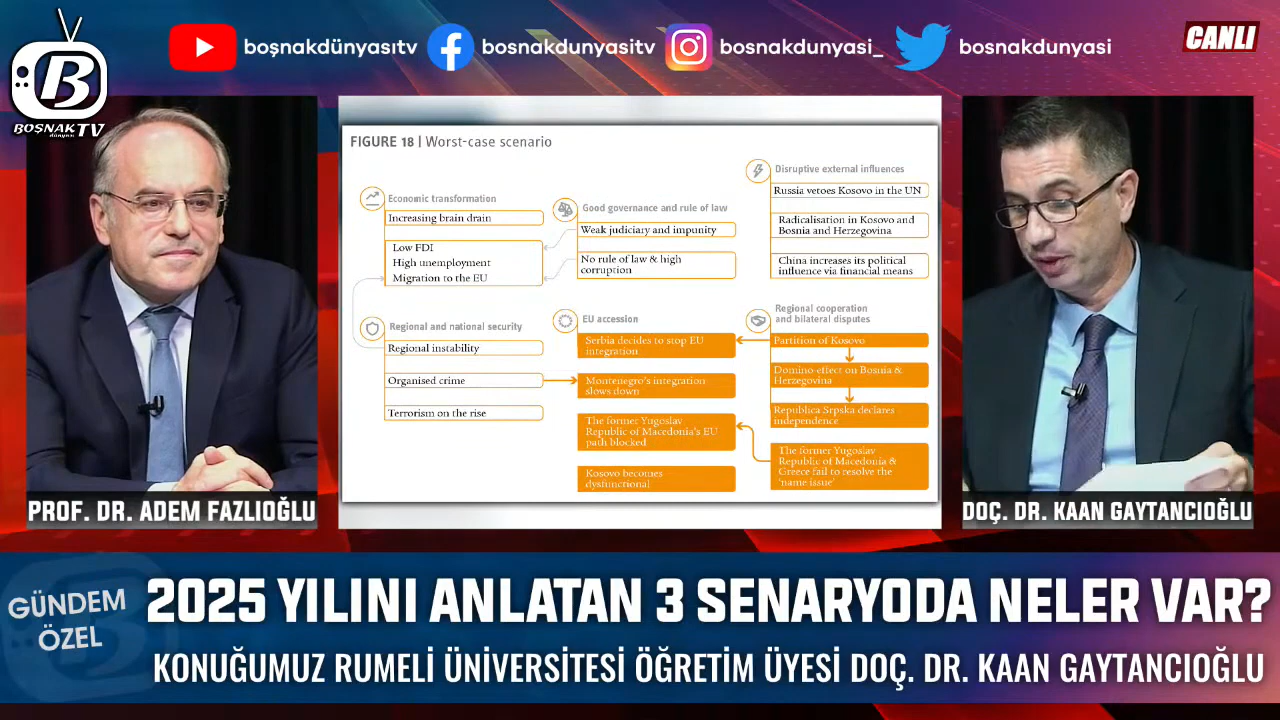 boşnakdünyasıtv
bosnakdunyasitv
bosnakdunyasi_
bosnakdunyasi
CANLI
B
BOŞNAK TV
dünyası
FIGURE 18 | Worst-case scenario
Economic transformation
Increasing brain drain
Low FDI
High unemployment
Migration to the EU
Good governance and rule of law
Weak judiciary and impunity
No rule of law & high
corruption
Disruptive external influences
Russia vetoes Kosovo in the UN
Radicalisation in Kosovo and
Bosnia and Herzegovina
China increases its political
influence via financial means
Regional and national security
Regional instability
Organised crime
Terrorism on the rise
EU accession
Serbia decides to stop EU
integration
Montenegro's integration
slows down
The former Yugoslav
Republic of Macedonia's EU
path blocked
Kosovo becomes
dysfunctional
Regional cooperation
and bilateral disputes
Partition of Kosovo
Domino-effect on Bosnia &
Herzegovina
Republica Srpska declares
independence
The former Yugoslav
Republic of Macedonia &
Greece fail to resolve the
'name issue'
PROF. DR. ADEM FAZLIOĞLU
DOÇ. DR. KAAN GAYTANCIOĞLU
GÜNDEM
ÖZEL
2025 YILINI ANLATAN 3 SENARYODA NELER VAR?
KONUĞUMUZ RUMELİ ÜNİVERSİTESİ ÖĞRETİM ÜYESİ DOÇ. DR. KAAN GAYTANCIOĞLU